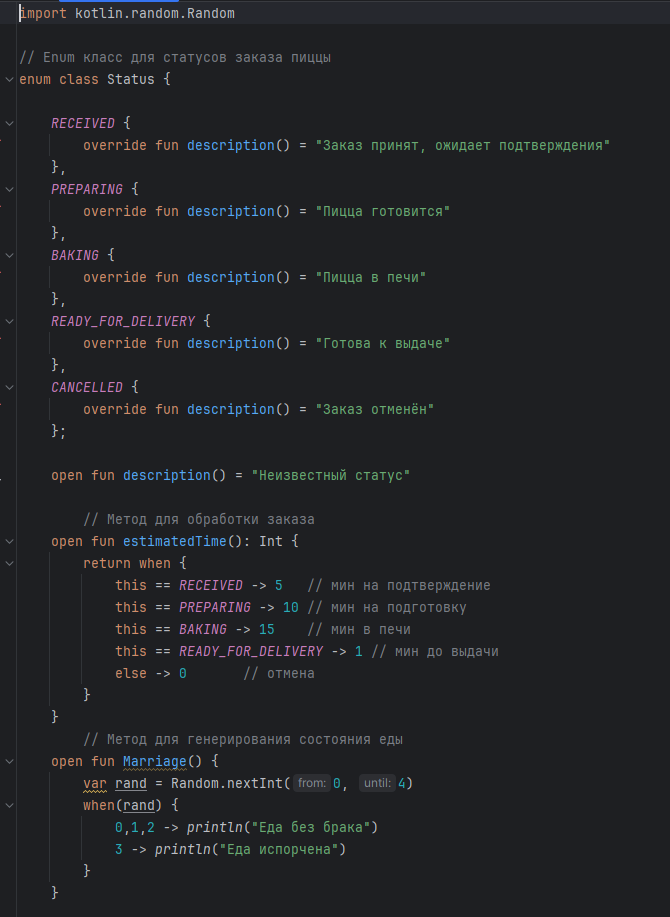 import kotlin.random.Random
// Enum класс для статусов заказа пиццы
enum class Status {
RECEIVED {
override fun description() = "Заказ принят, ожидает подтверждения"
},
PREPARING {
override fun description() = "Пицца готовится"
},
BAKING {
override fun description() = "Пицца в печи"
},
READY_FOR_DELIVERY {
override fun description() = "Готова к выдаче"
},
CANCELLED {
override fun description() = "Заказ отменён"
};
open fun description() = "Неизвестный статус"
// Метод для обработки заказа
open fun estimatedTime(): Int {
return when {
this == RECEIVED -> 5 // мин на подтверждение
this == PREPARING -> 10 // мин на подготовку
this == BAKING -> 15 // мин в печи
this == READY_FOR_DELIVERY -> 1 // мин до выдачи
else -> 0 // отмена
}
}
// Метод для генерирования состояния еды
open fun Marriage() {
var rand = Random.nextInt( from: 0, until: 4)
when(rand) {
0,1,2 -> println("Еда без брака")
3 -> println("Еда испорчена")
}
}